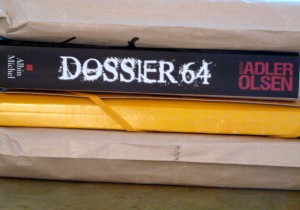 Albin
Michel
DOSSIER 64
ADLER
OLSEN